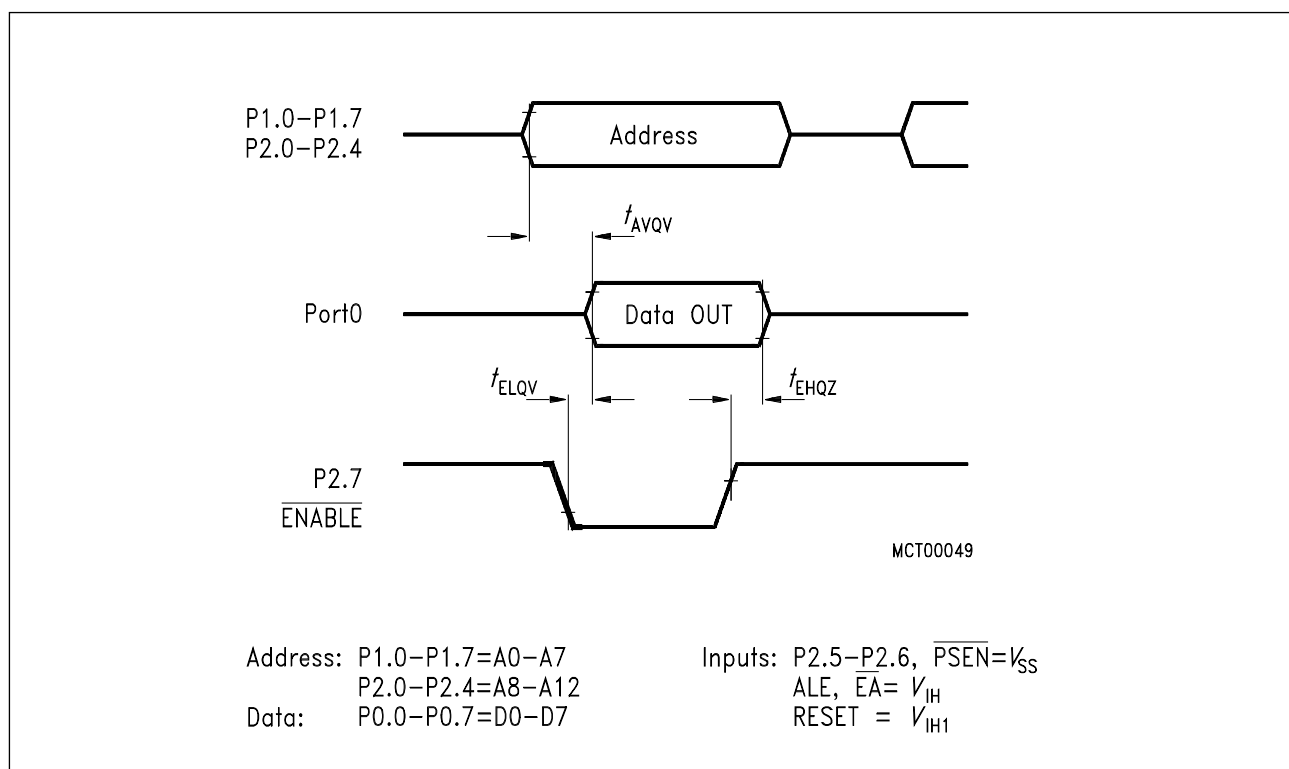 P1.0–P1.7
P2.0–P2.4
Address
tAVQV
Port0
Data OUT
tELQV
tEHQZ
P2.7
ENABLE
MCT00049
Address: P1.0–P1.7=A0–A7
P2.0–P2.4=A8–A12
Data: P0.0–P0.7=D0–D7
Inputs: P2.5–P2.6, PSEN=VSS
ALE, EA= VIH
RESET = VIH1